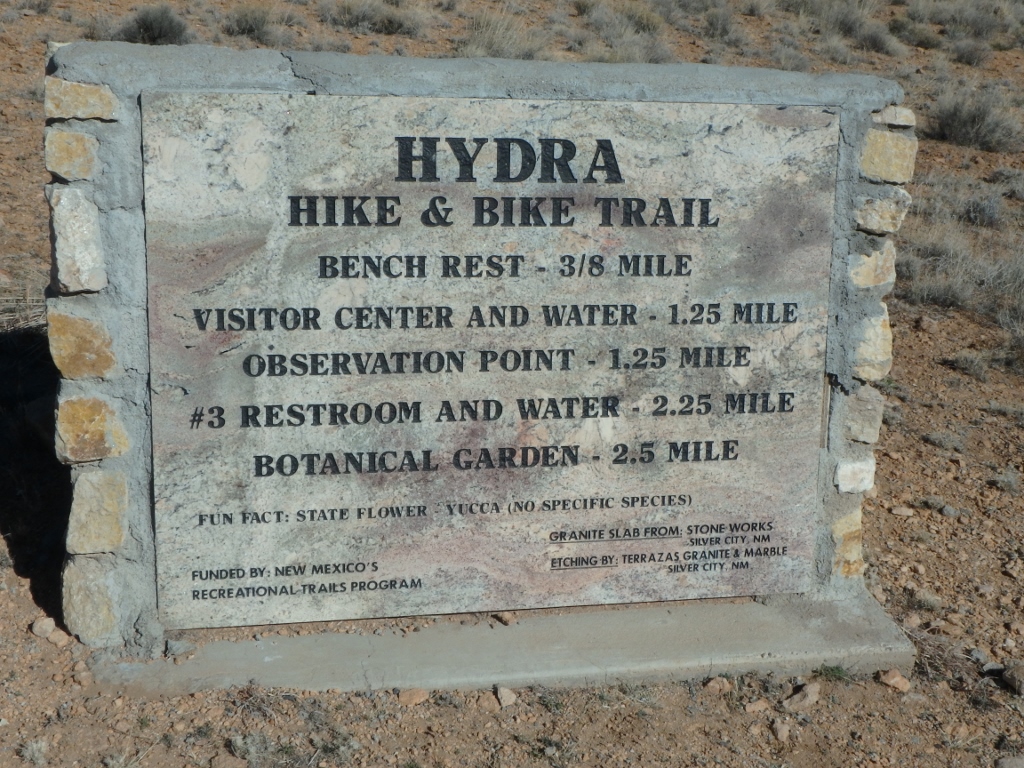 HYDRA
HIKE & BIKE TRAIL
BENCH REST - 3/8 MILE
VISITOR CENTER AND WATER - 1.25 MILE
OBSERVATION POINT - 1.25 MILE
#3 RESTROOM AND WATER - 2.25 MILE
BOTANICAL GARDEN - 2.5 MILE
FUN FACT: STATE FLOWER - YUCCA (NO SPECIFIC SPECIES)
GRANITE SLAB FROM: STONE WORKS
SILVER CITY, NM
ETCHING BY: TERRAZAS GRANITE & MARBLE
SILVER CITY, NM
FUNDED BY: NEW MEXICO'S
RECREATIONAL TRAILS PROGRAM